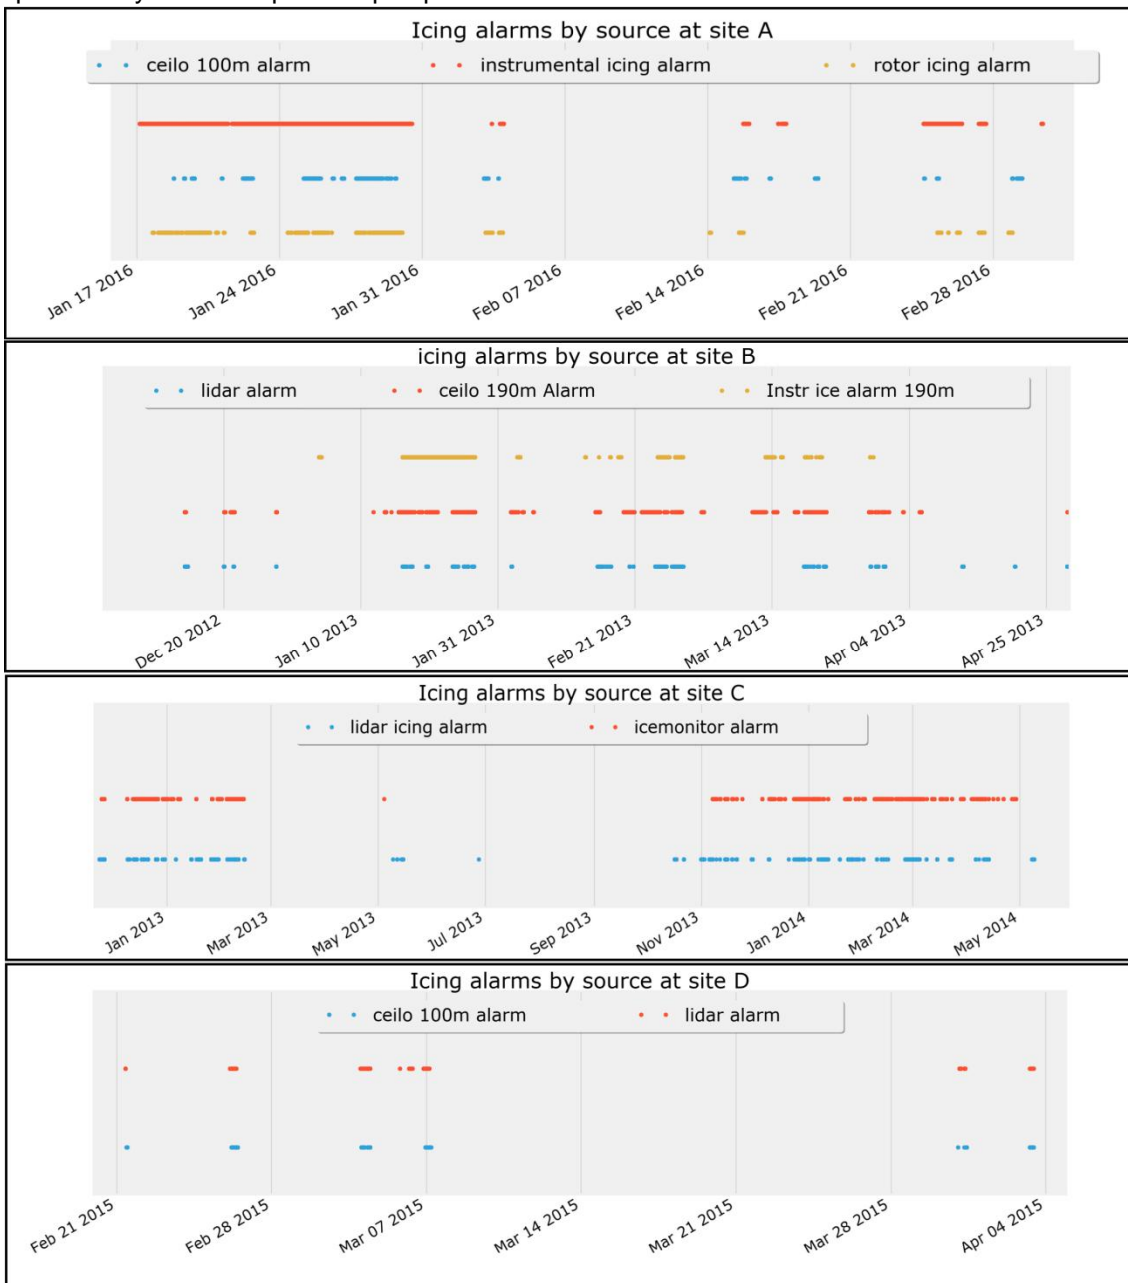 Icing alarms by source at site A
ceilo 100m alarm instrumental icing alarm rotor icing alarm
Jan 17 2016 Jan 24 2016 Jan 31 2016 Feb 07 2016 Feb 14 2016 Feb 21 2016 Feb 28 2016
icing alarms by source at site B
lidar alarm ceilo 190m Alarm Instr ice alarm 190m
Dec 20 2012 Jan 10 2013 Jan 31 2013 Feb 21 2013 Mar 14 2013 Apr 04 2013 Apr 25 2013
Icing alarms by source at site C
lidar icing alarm icemonitor alarm
Jan 2013 Mar 2013 May 2013 Jul 2013 Sep 2013 Nov 2013 Jan 2014 Mar 2014 May 2014
Icing alarms by source at site D
ceilo 100m alarm lidar alarm
Feb 21 2015 Feb 28 2015 Mar 07 2015 Mar 14 2015 Mar 21 2015 Mar 28 2015 Apr 04 2015